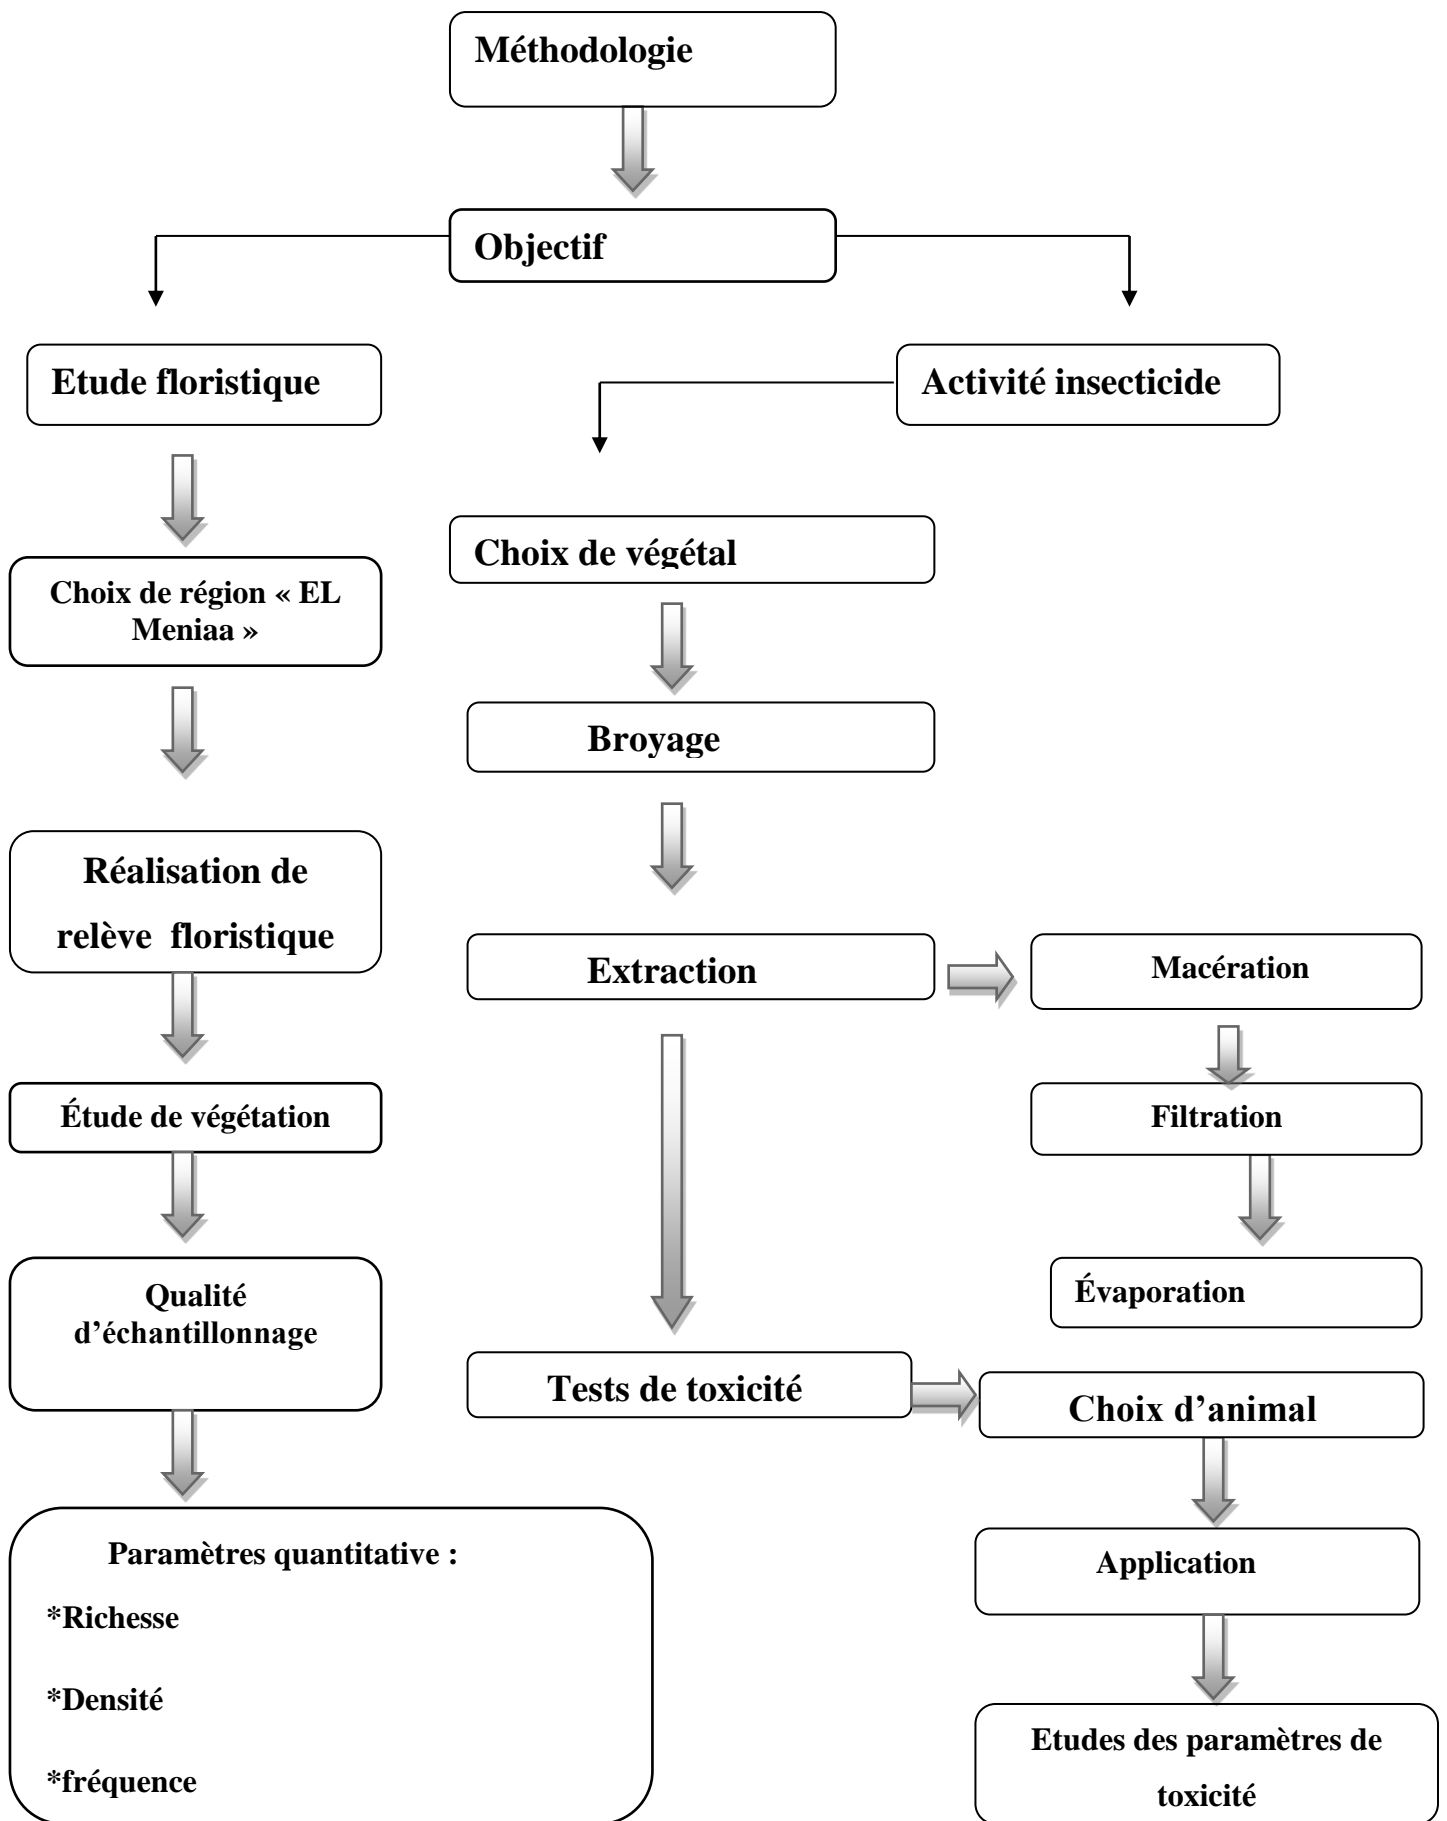 Méthodologie
Objectif
Etude floristique
Activité insecticide
Choix de région « EL
Meniaa »
Choix de végétal
Broyage
Réalisation de
relève  floristique
Extraction
Macération
Étude de végétation
Filtration
Qualité
d’échantillonnage
Évaporation
Tests de toxicité
Choix d’animal
Paramètres quantitative :
*Richesse
*Densité
*fréquence
Application
Etudes des paramètres de
toxicité